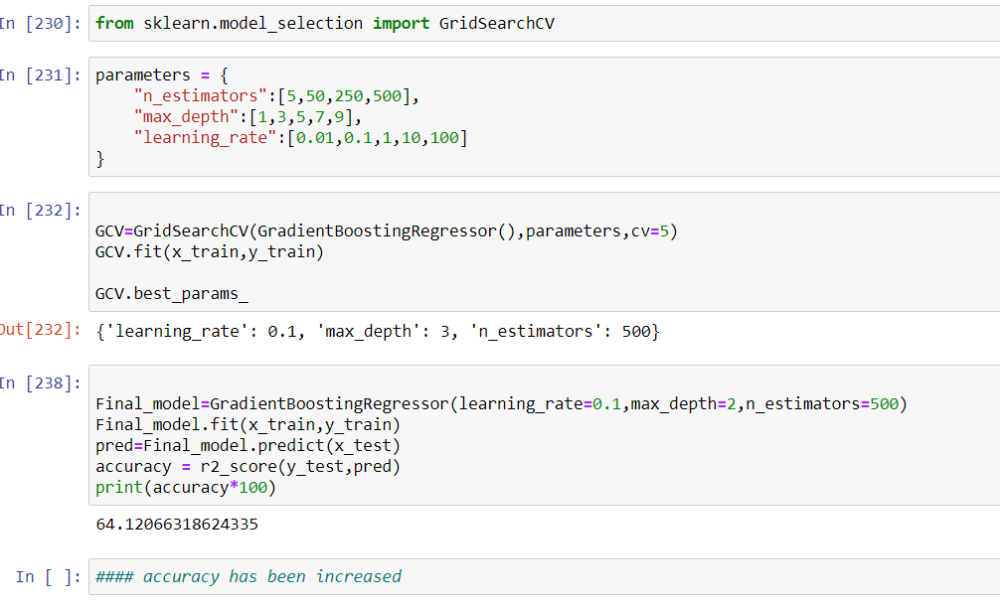 In [230]: from sklearn.model_selection import GridSearchCV
In [231]: parameters = {
"n_estimators":[5,50,250,500],
"max_depth":[1,3,5,7,9],
"learning_rate":[0.01,0.1,1,10,100]
}
In [232]:
GCV=GridSearchCV(GradientBoostingRegressor(),parameters,cv=5)
GCV.fit(x_train,y_train)
GCV.best_params_
Out[232]: {'learning_rate': 0.1, 'max_depth': 3, 'n_estimators': 500}
In [238]:
Final_model=GradientBoostingRegressor(learning_rate=0.1,max_depth=2,n_estimators=500)
Final_model.fit(x_train,y_train)
pred=Final_model.predict(x_test)
accuracy = r2_score(y_test,pred)
print(accuracy*100)
64.12066318624335
In [ ]: #### accuracy has been increased